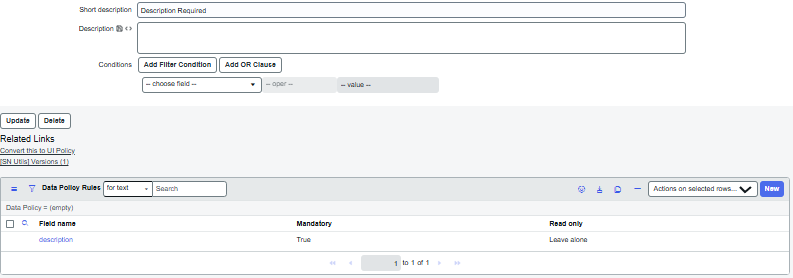 Short description
Description Required
Description
Conditions
Add Filter Condition
Add OR Clause
-- choose field --
-- oper --
-- value --
Update
Delete
Related Links
Convert this to UI Policy
[SN Utils] Versions (1)
Data Policy Rules
for text
Search
Actions on selected rows...
New
Data Policy = (empty)
Field name
Mandatory
Read only
description
True
Leave alone
1
to 1 of 1